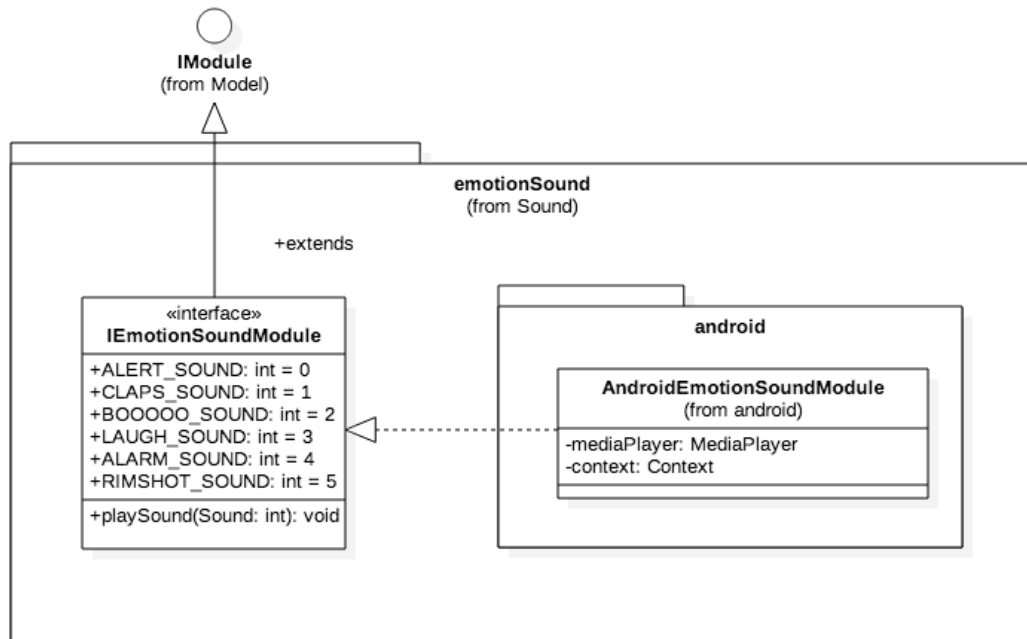 IModule
(from Model)
emotionSound
(from Sound)
+extends
«interface»
IEmotionSoundModule
+ALERT_SOUND: int = 0
+CLAPS_SOUND: int = 1
+BOOOOO_SOUND: int = 2
+LAUGH_SOUND: int = 3
+ALARM_SOUND: int = 4
+RIMSHOT_SOUND: int = 5
+playSound(Sound: int): void
android
AndroidEmotionSoundModule
(from android)
-mediaPlayer: MediaPlayer
-context: Context